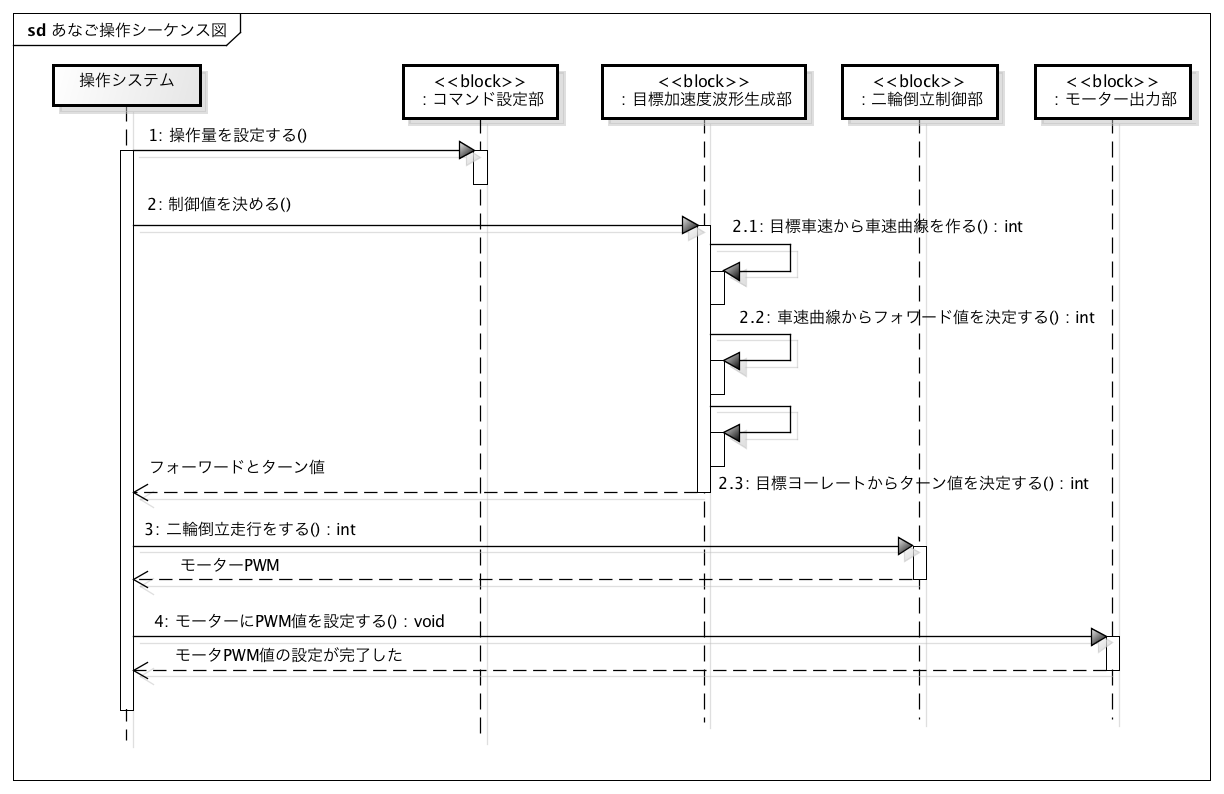 sd あなご操作シーケンス図
操作システム
<<block>>
: コマンド設定部
<<block>>
: 目標加速度波形生成部
<<block>>
: 二輪倒立制御部
<<block>>
: モーター出力部
1: 操作量を設定する()
2: 制御値を決める()
2.1: 目標車速から車速曲線を作る() : int
2.2: 車速曲線からフォワード値を決定する() : int
フォーワードとターン値
2.3: 目標ヨーレートからターン値を決定する() : int
3: 二輪倒立走行をする() : int
モーターPWM
4: モーターにPWM値を設定する() : void
モータPWM値の設定が完了した